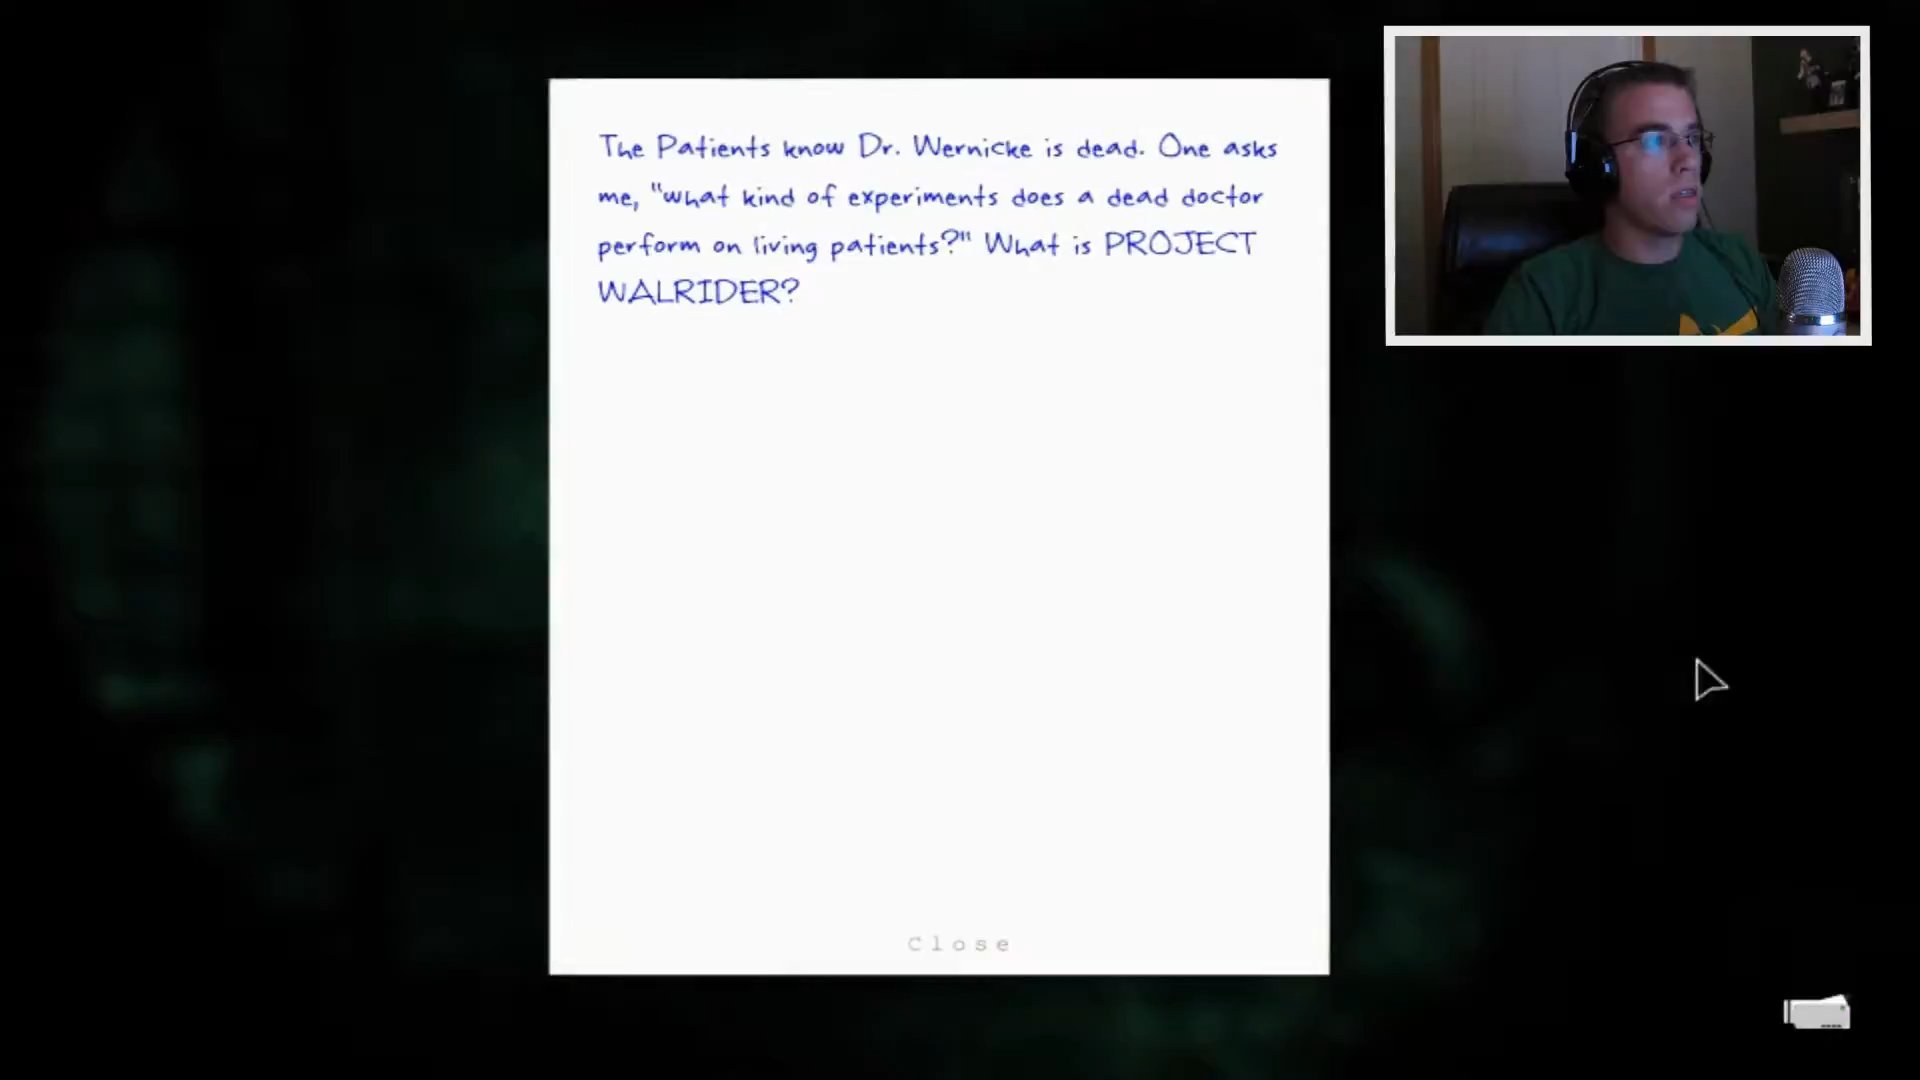 The Patients know Dr. Wernicke is dead. One asks
me, "what kind of experiments does a dead doctor
perform on living patients?" What is PROJECT
WALRIDER?
Close